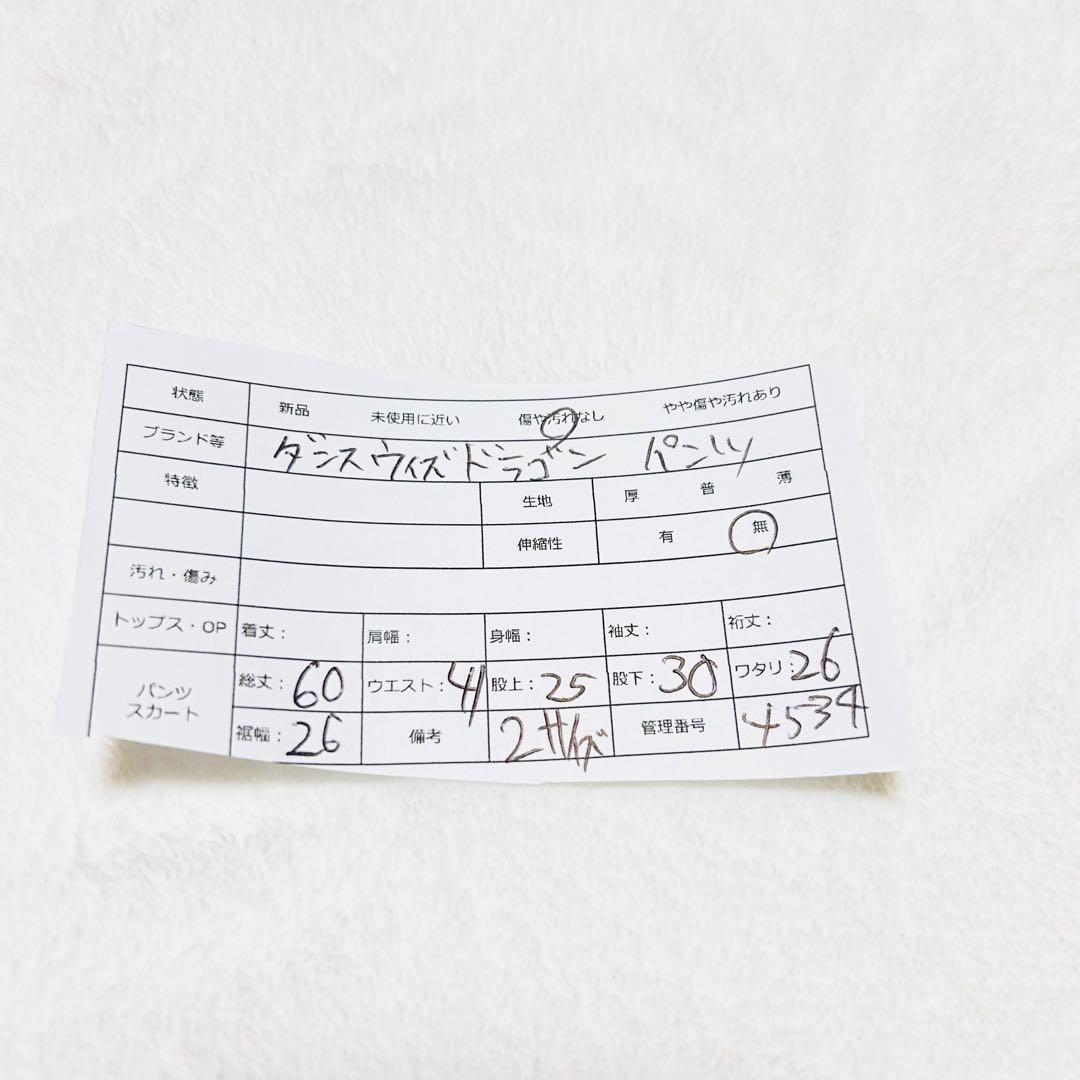 状態 新品 未使用に近い 傷や汚れなし やや傷や汚れあり
ブランド等 ダンスウィズドラゴン パンツ
特徴 生地 厚 普 薄
伸縮性 有 無
汚れ・傷み
トップス・OP 着丈: 肩幅: 身幅: 袖丈: 裄丈:
パンツ
スカート
総丈: 60 ウエスト: 41 股上: 25 股下: 30 ワタリ: 26
裾幅: 26 備考 2サイズ 管理番号 4534